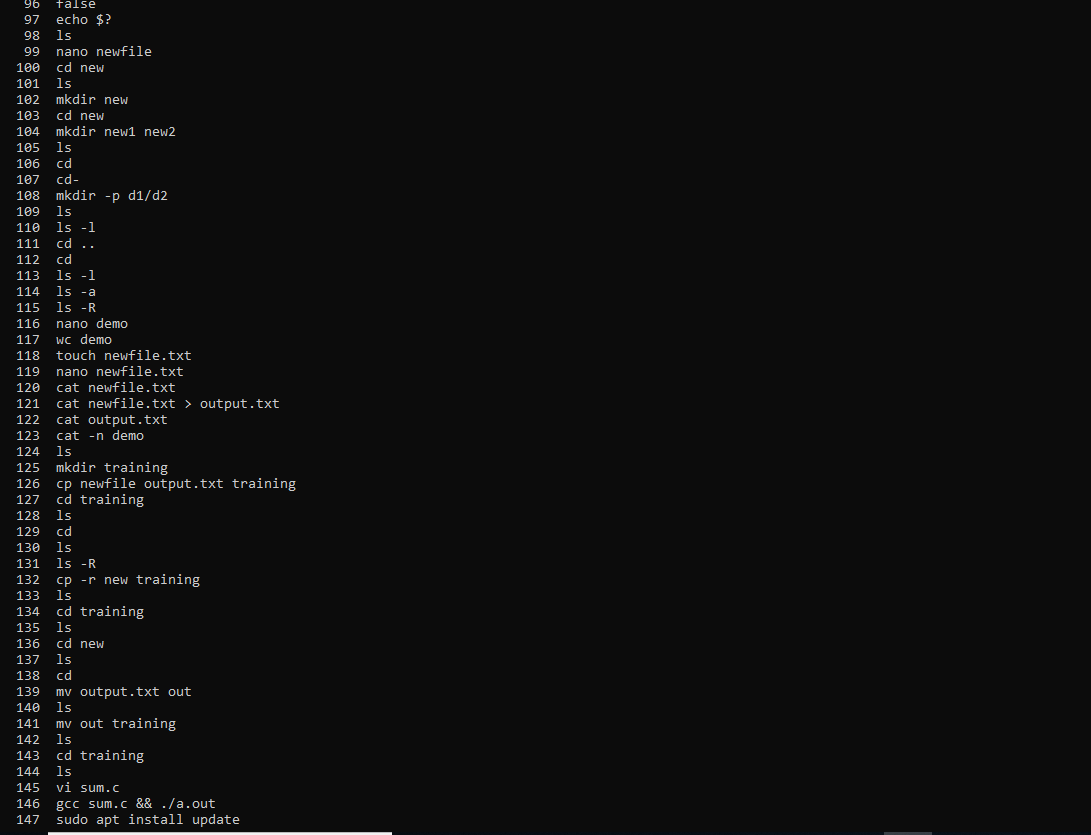 96 false
97 echo $?
98 ls
99 nano newfile
100 cd new
101 ls
102 mkdir new
103 cd new
104 mkdir new1 new2
105 ls
106 cd
107 cd-
108 mkdir -p d1/d2
109 ls
110 ls -l
111 cd ..
112 cd
113 ls -l
114 ls -a
115 ls -R
116 nano demo
117 wc demo
118 touch newfile.txt
119 nano newfile.txt
120 cat newfile.txt
121 cat newfile.txt > output.txt
122 cat output.txt
123 cat -n demo
124 ls
125 mkdir training
126 cp newfile output.txt training
127 cd training
128 ls
129 cd
130 ls
131 ls -R
132 cp -r new training
133 ls
134 cd training
135 ls
136 cd new
137 ls
138 cd
139 mv output.txt out
140 ls
141 mv out training
142 ls
143 cd training
144 ls
145 vi sum.c
146 gcc sum.c && ./a.out
147 sudo apt install update